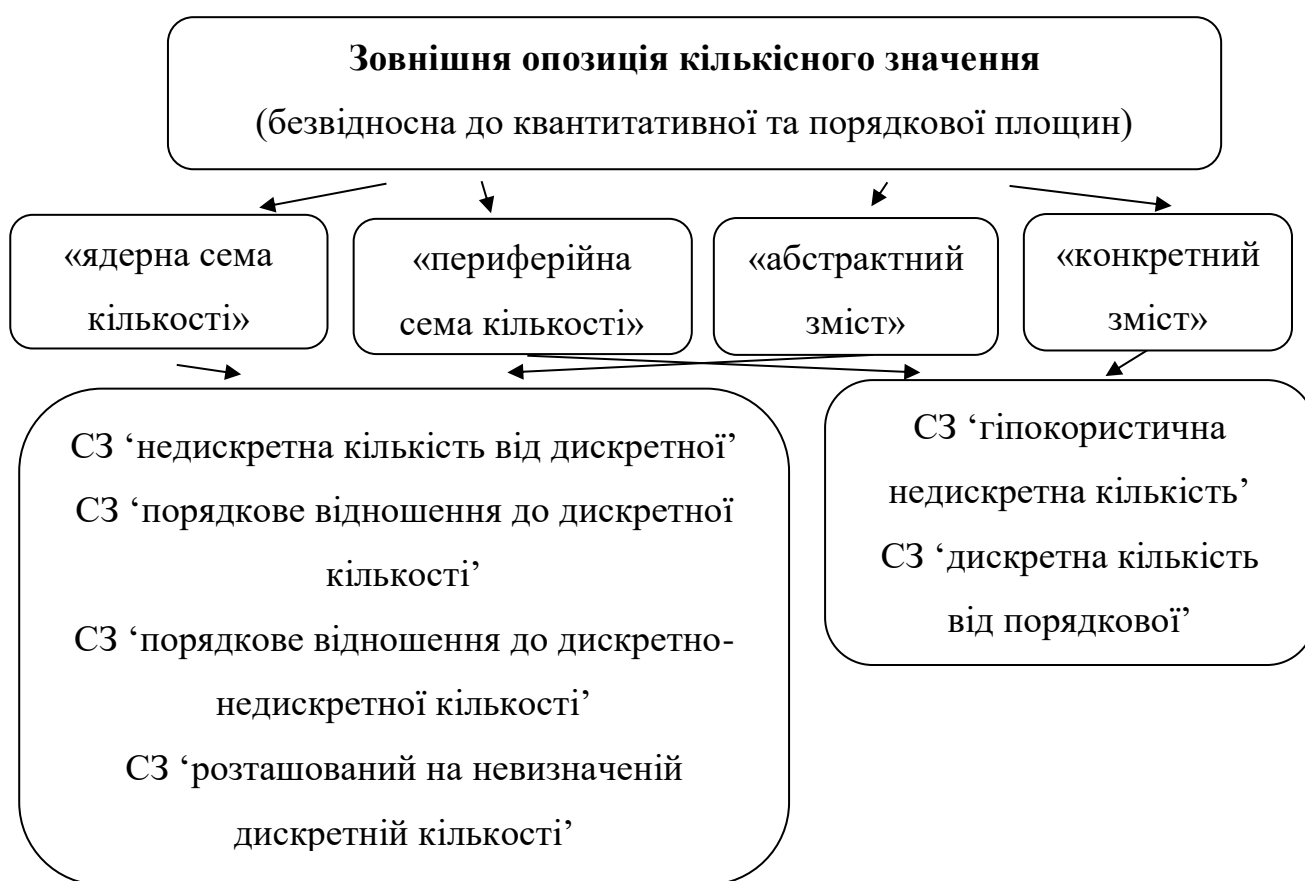 Зовнішня опозиція кількісного значення
(безвідносна до квантитативної та порядкової площин)
«ядерна сема
кількості»
«периферійна
сема кількості»
«абстрактний
зміст»
«конкретний
зміст»
СЗ ‘недискретна кількість від дискретної’
СЗ ‘порядкове відношення до дискретної
кількості’
СЗ ‘порядкове відношення до дискретно-
недискретної кількості’
СЗ ‘розташований на невизначеній
дискретній кількості’
СЗ ‘гіпокористична
недискретна кількість’
СЗ ‘дискретна кількість
від порядкової’